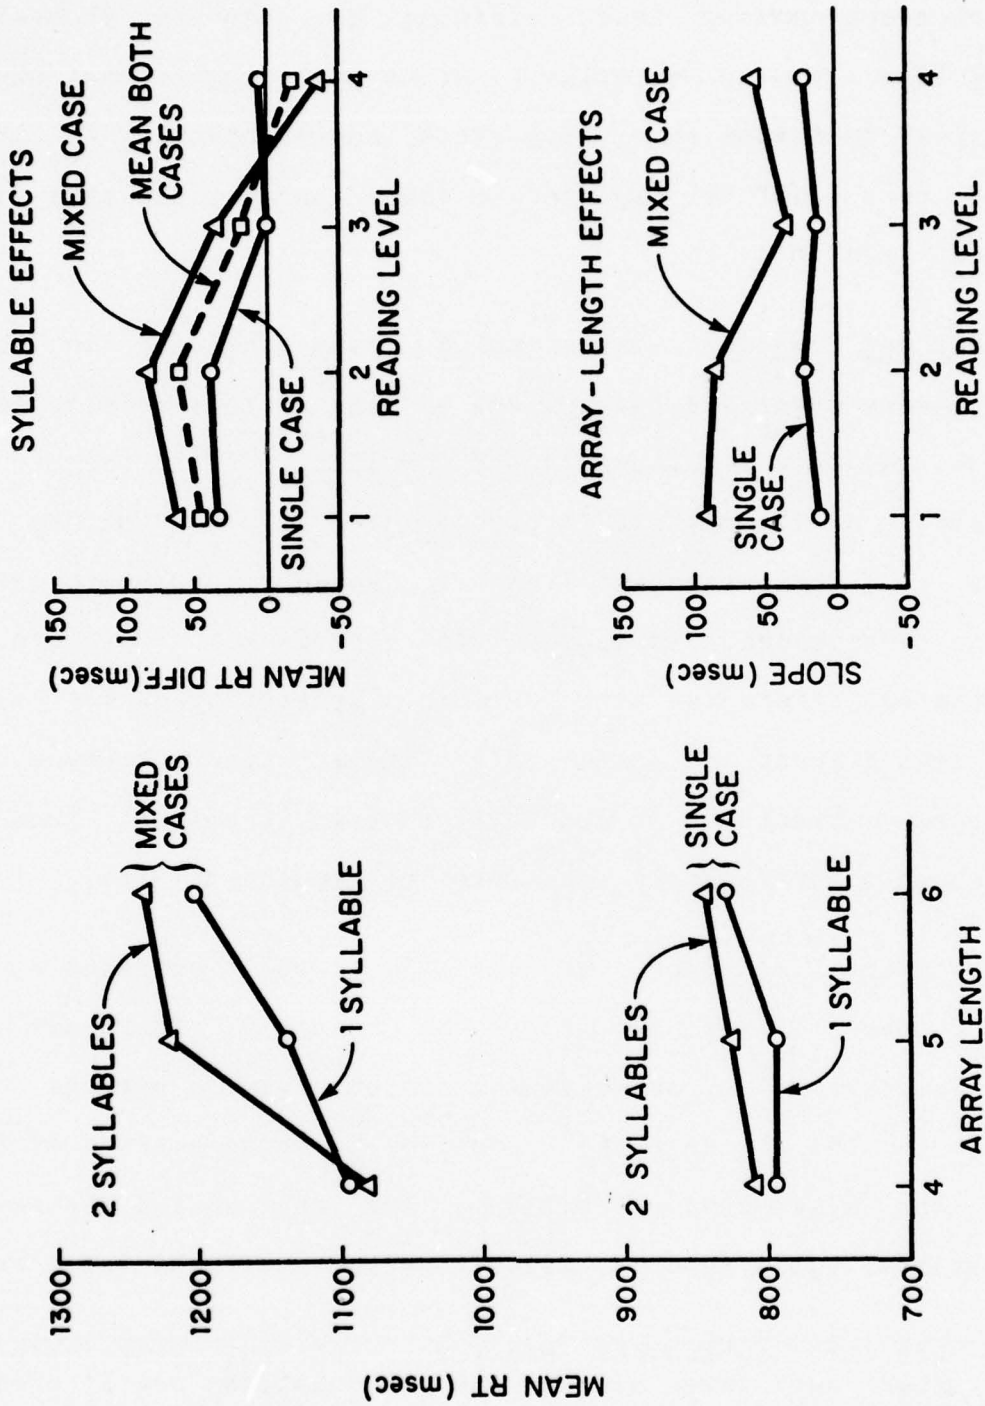 MEAN RT (msec)
1300
1200
1100
1000
900
800
700
2 SYLLABLES
MIXED
CASES
1 SYLLABLE
2 SYLLABLES
SINGLE
CASE
1 SYLLABLE
4
5
6
ARRAY LENGTH
SYLLABLE EFFECTS
MEAN RT DIFF. (msec)
150
100
50
0
-50
MIXED CASE
MEAN BOTH
CASES
SINGLE CASE
1
2
3
4
READING LEVEL
ARRAY-LENGTH EFFECTS
SLOPE (msec)
150
100
50
0
-50
MIXED CASE
SINGLE
CASE
1
2
3
4
READING LEVEL